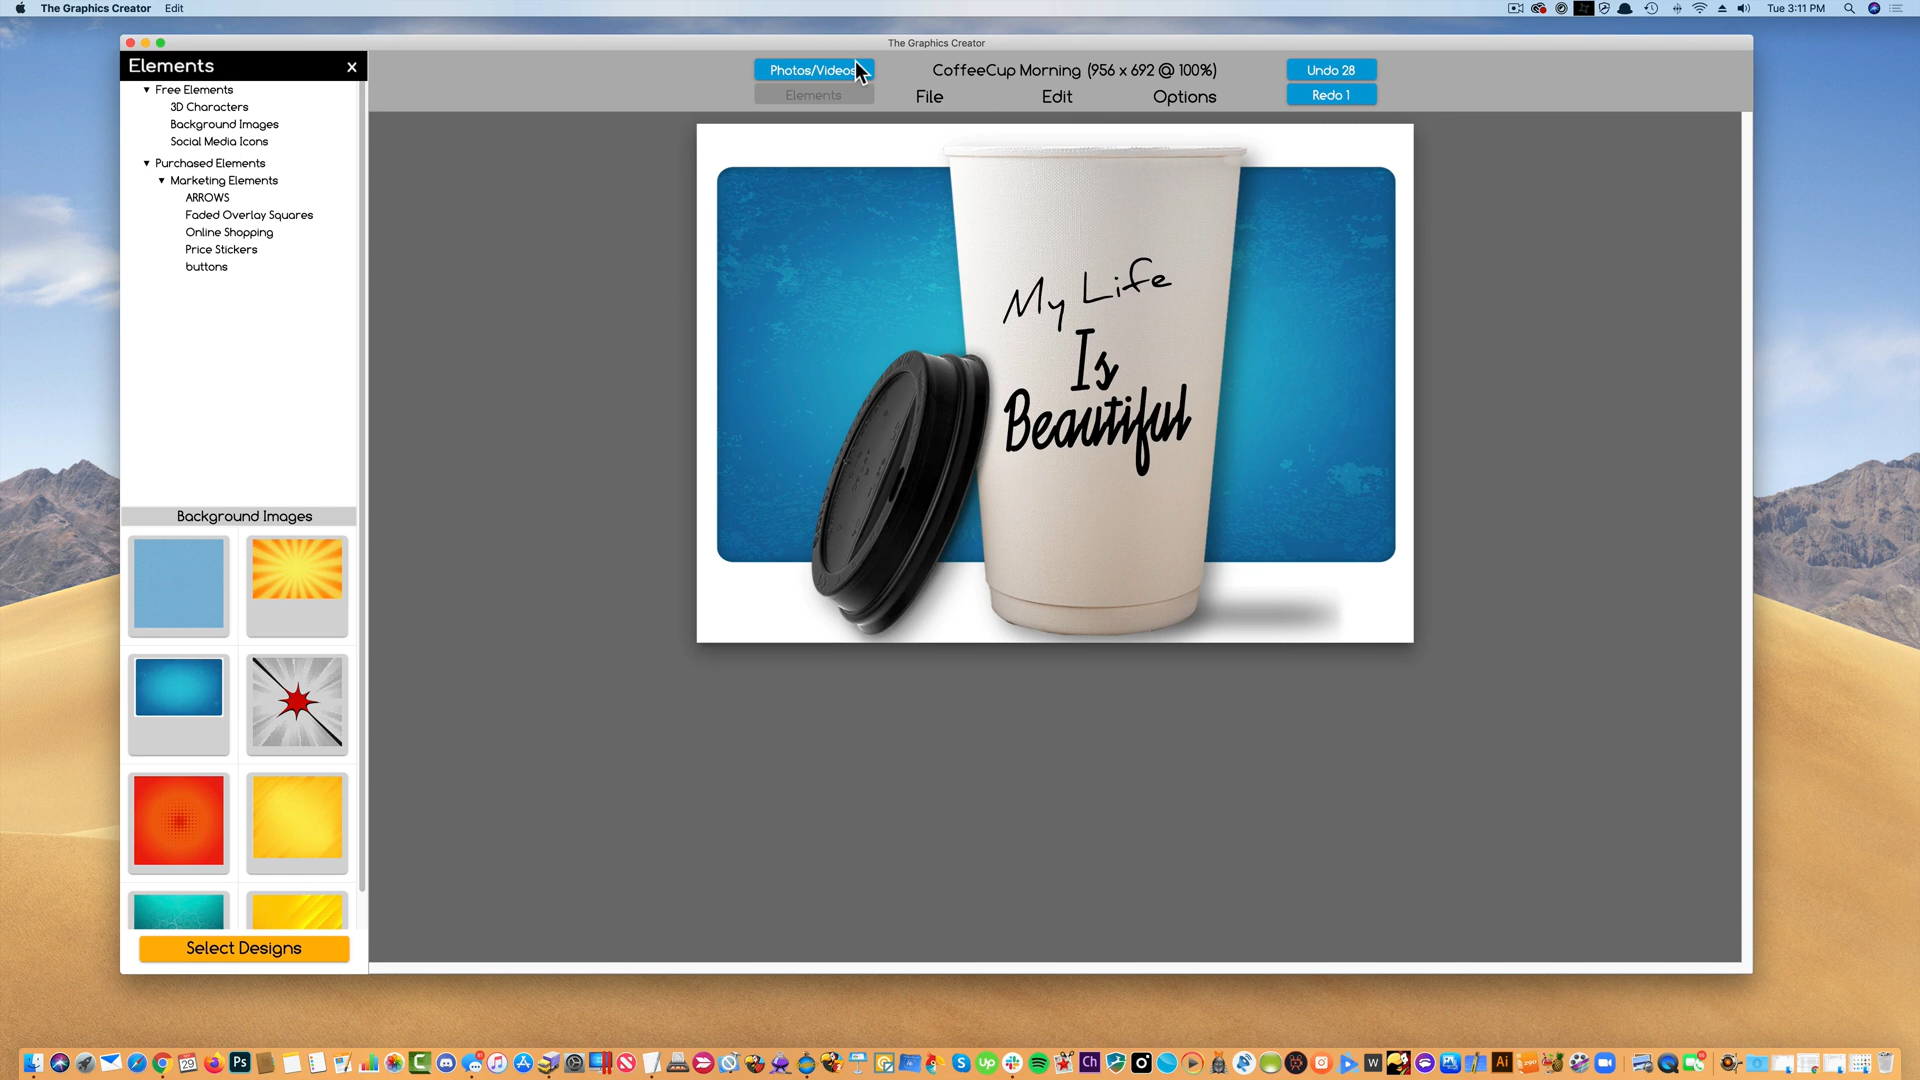 The Graphics Creator Edit
Tue 3:11 PM
The Graphics Creator
Elements x
Photos/Videos
CoffeeCup Morning (956 x 692 @ 100%)
Undo 28
Elements
File Edit Options
Redo 1
Free Elements
3D Characters
Background Images
Social Media Icons
Purchased Elements
Marketing Elements
ARROWS
Faded Overlay Squares
Online Shopping
Price Stickers
buttons
My Life
Is
Beautiful
Background Images
Select Designs